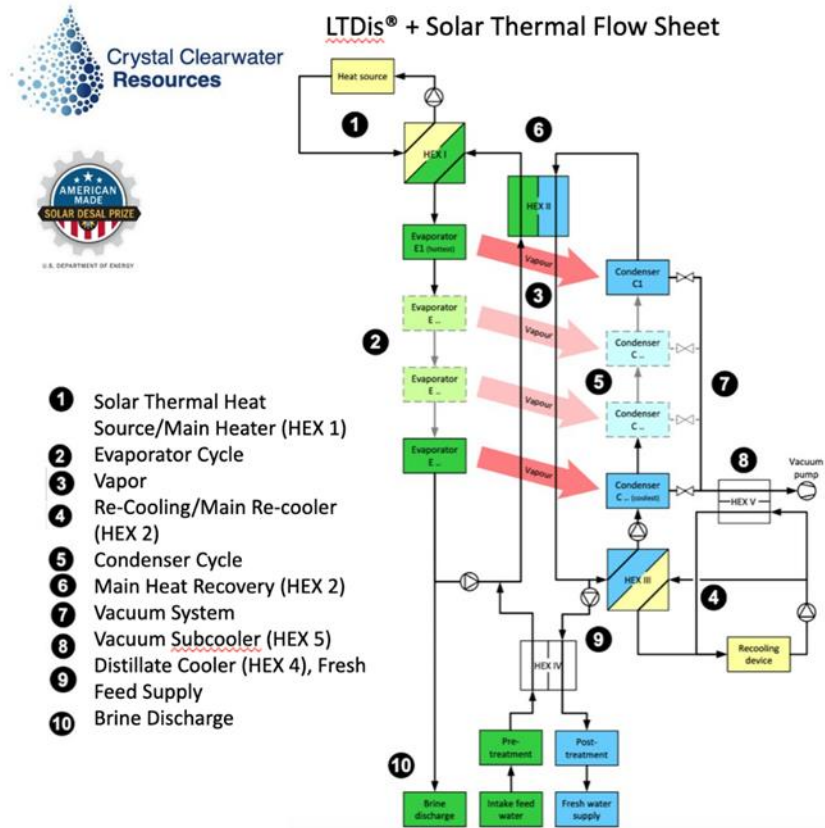 LTDis® + Solar Thermal Flow Sheet
Crystal Clearwater
Resources
AMERICAN
MADE
SOLAR DESAL PRIZE
U.S. DEPARTMENT OF ENERGY
Heat source
1
HEX I
6
HEX II
Evaporator
E1 (hottest)
Vapour
Condenser
C1
3
Evaporator
E ..
Vapour
Condenser
C ..
2
5
7
Evaporator
E ..
Vapour
Condenser
C ..
Evaporator
E ..
Vapour
Condenser
C .. (coolest)
8
Vacuum
pump
HEX V
HEX III
4
9
HEX IV
Recooling
device
Pre-
treatment
Post-
treatment
10
Brine
discharge
Intake feed
water
Fresh water
supply
1 Solar Thermal Heat
Source/Main Heater (HEX 1)
2 Evaporator Cycle
3 Vapor
4 Re-Cooling/Main Re-cooler
(HEX 2)
5 Condenser Cycle
6 Main Heat Recovery (HEX 2)
7 Vacuum System
8 Vacuum Subcooler (HEX 5)
9 Distillate Cooler (HEX 4), Fresh
Feed Supply
10 Brine Discharge